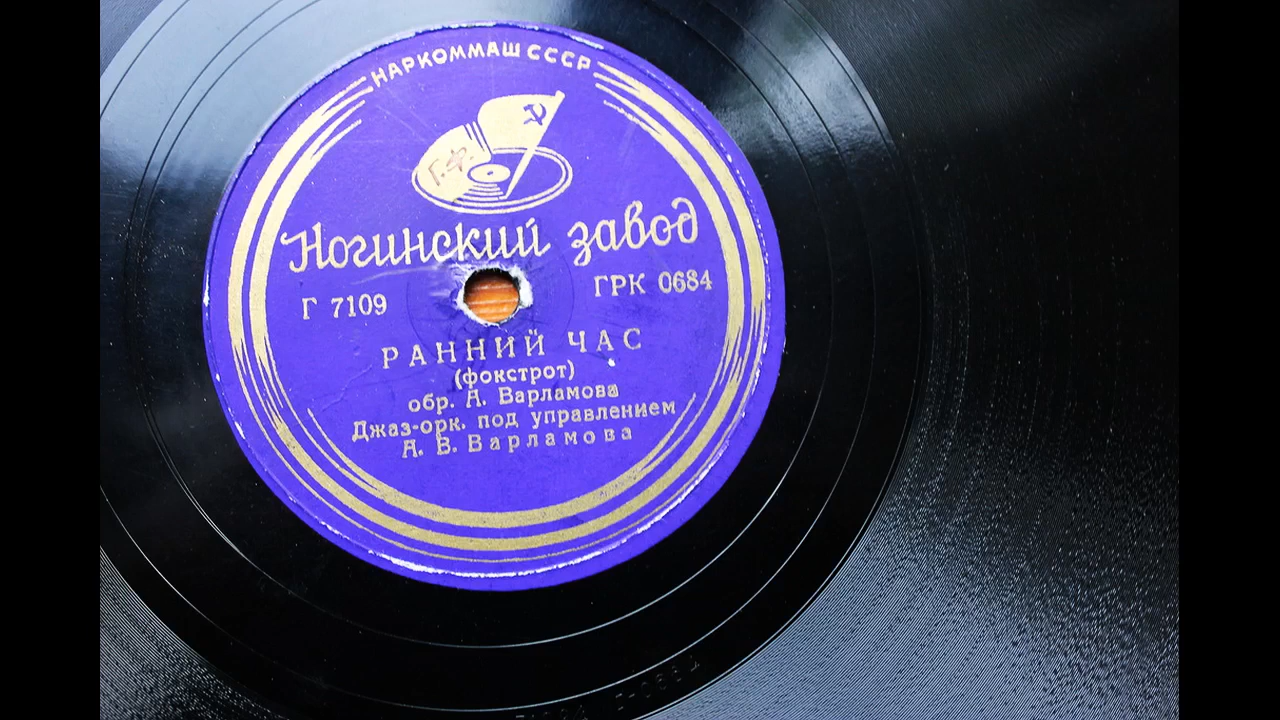 НАРКОММАШ СССР
Г.Ф.
Ногинский завод
Г 7109
ГРК 0684
РАННИЙ ЧАС
(фокстрот)
обр. А. Варламова
Джаз-орк. под управлением
А. В. Варламова